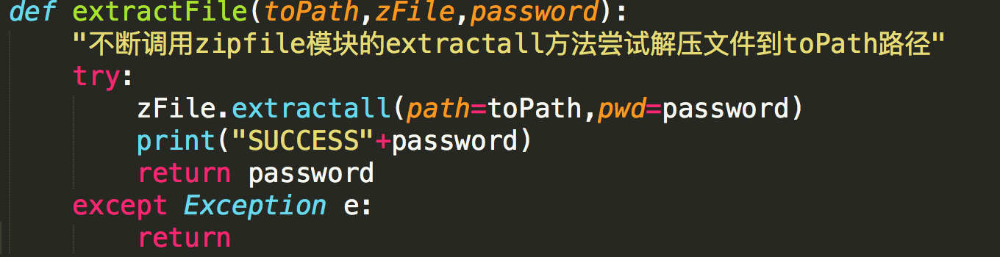 def extractFile(toPath,zFile,password):
"不断调用zipfile模块的extractall方法尝试解压文件到toPath路径"
try:
zFile.extractall(path=toPath,pwd=password)
print("SUCCESS"+password)
return password
except Exception e:
return